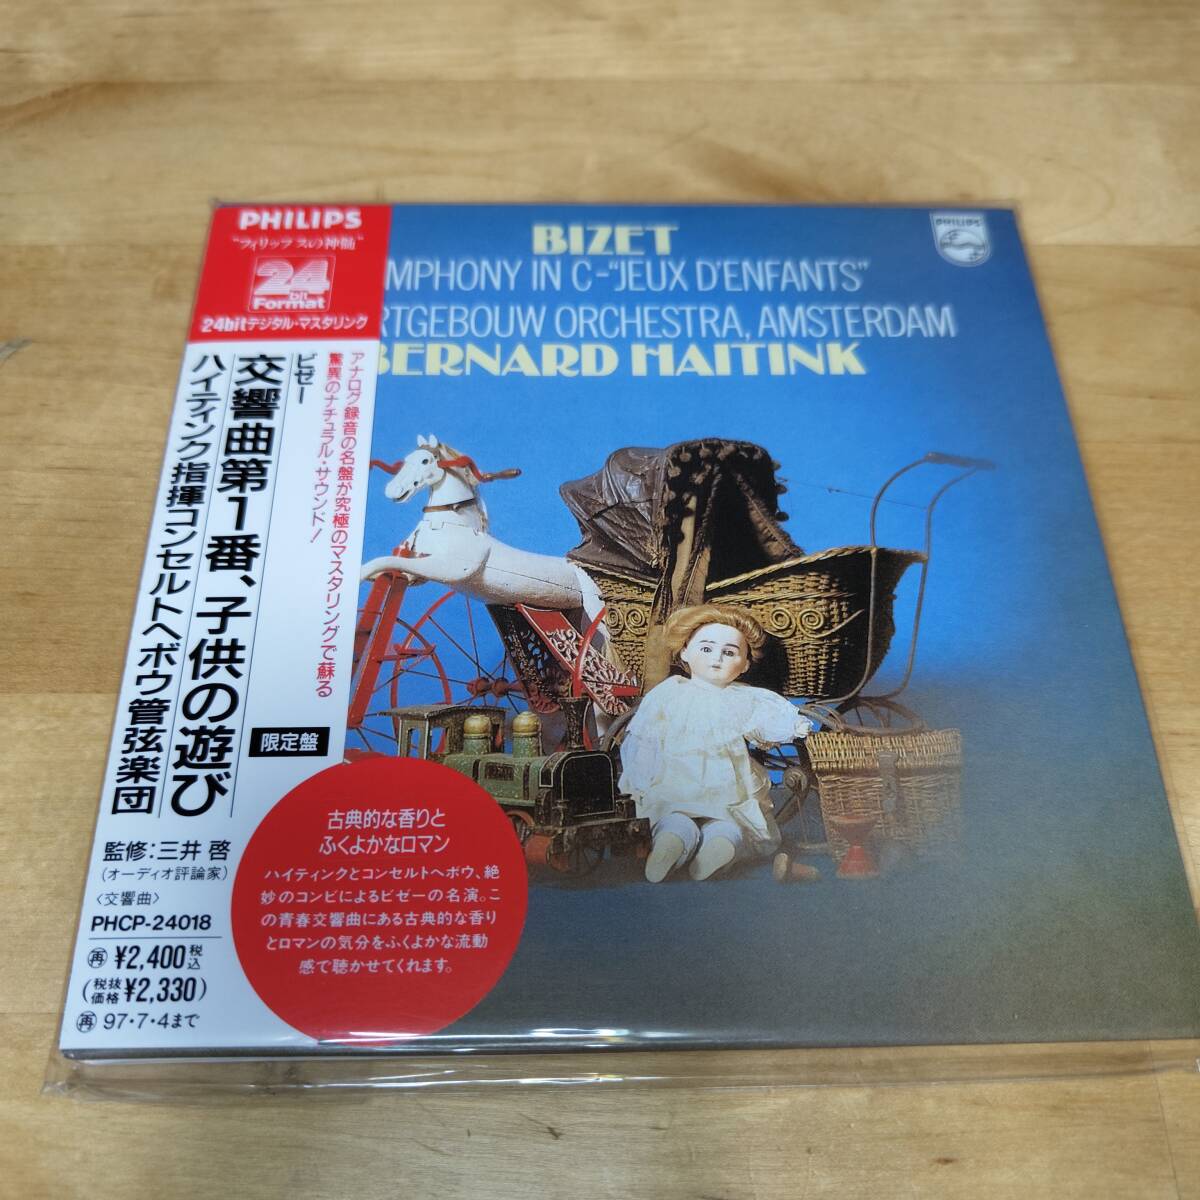 PHILIPS
"フィリップスの神髄"
24
bit
Format
24bitデジタル・マスタリング
アナログ録音の名盤が究極のマスタリングで蘇る
驚異のナチュラル・サウンド!
ビゼー
交響曲第1番、子供の遊び
ハイティンク指揮コンセルトヘボウ管弦楽団
限定盤
監修:三井 啓
(オーディオ評論家)
〈交響曲〉
PHCP-24018
再 ¥2,400 税込
(税抜価格 ¥2,330)
再 97・7・4まで
古典的な香りと
ふくよかなロマン
ハイティンクとコンセルトヘボウ、絶
妙のコンビによるビゼーの名演。こ
の青春交響曲にある古典的な香り
とロマンの気分をふくよかな流動
感で聴かせてくれます。
BIZET
MPHONY IN C-"JEUX D'ENFANTS"
RTGEBOUW ORCHESTRA, AMSTERDAM
BERNARD HAITINK
PHILIPS